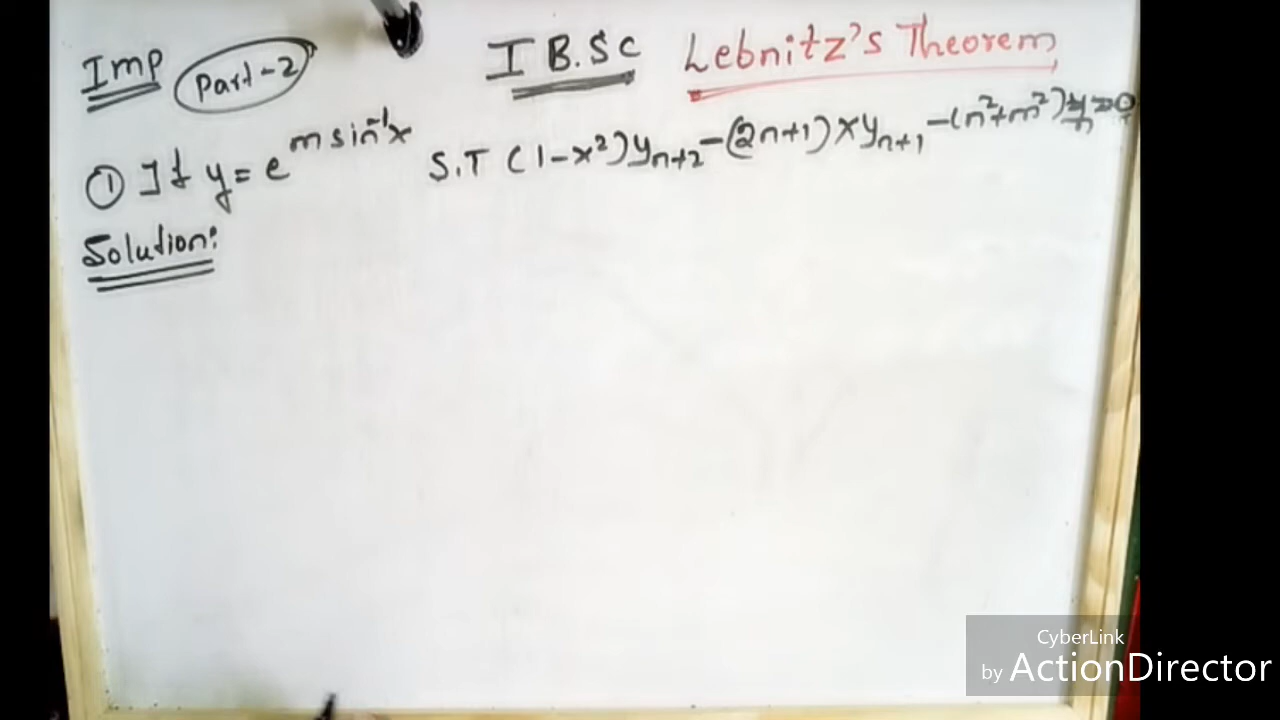 Imp Part-2 I B.Sc Lebnitz's Theorem
① If y = e^{m sin⁻¹x} S.T (1-x²)y_{n+2} -(2n+1)xy_{n+1} -(n²+m²)y_n=0
Solution:
CyberLink
by ActionDirector